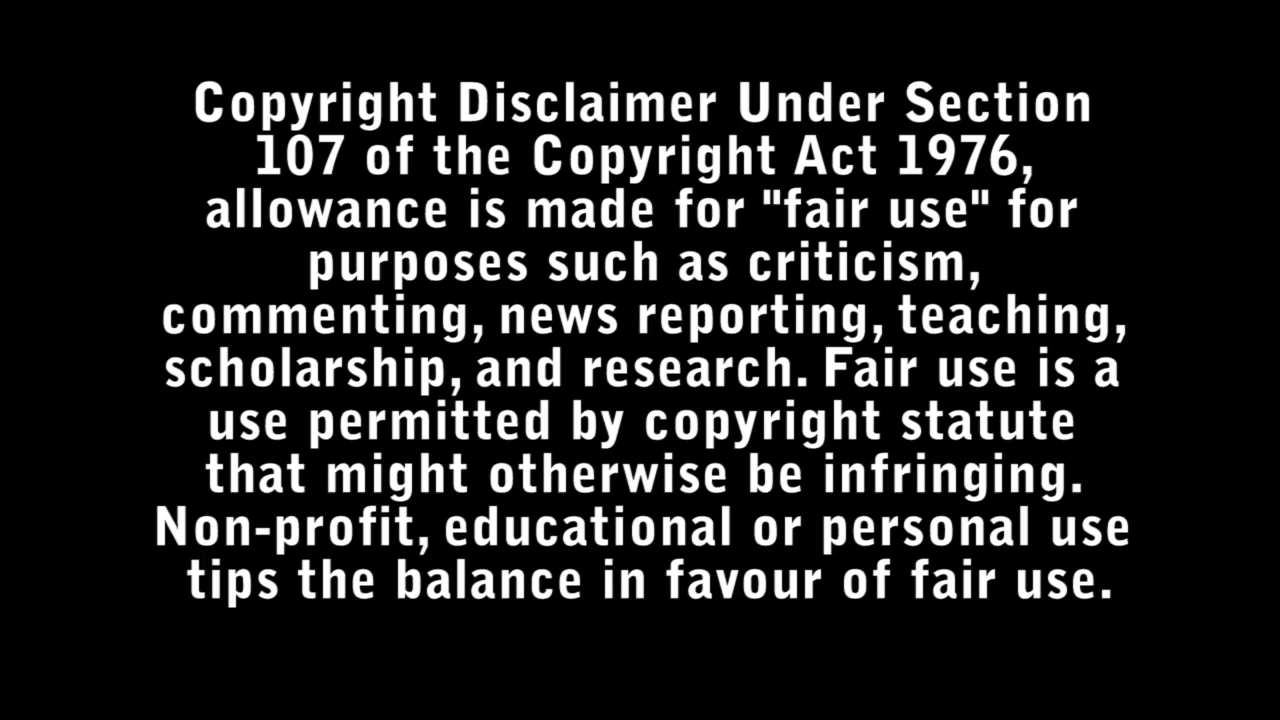 Copyright Disclaimer Under Section
107 of the Copyright Act 1976,
allowance is made for "fair use" for
purposes such as criticism,
commenting, news reporting, teaching,
scholarship, and research. Fair use is a
use permitted by copyright statute
that might otherwise be infringing.
Non-profit, educational or personal use
tips the balance in favour of fair use.